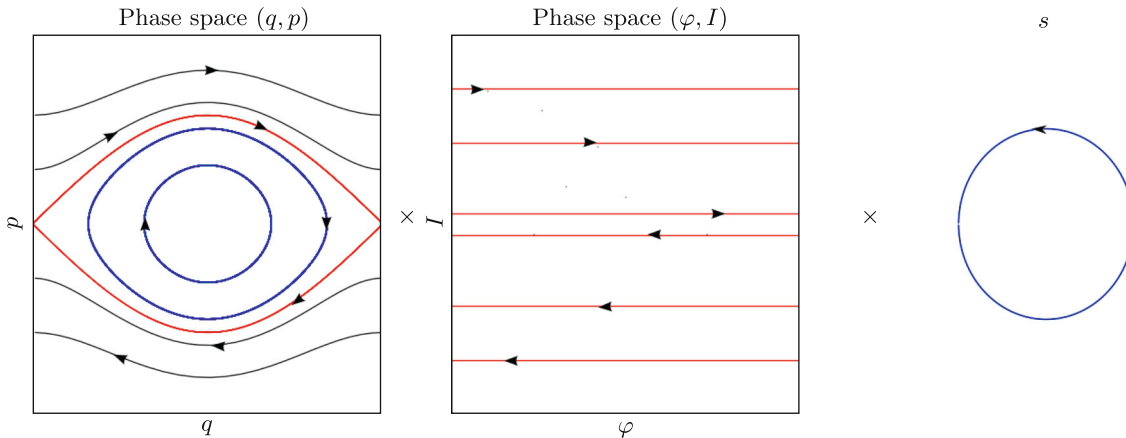 Phase space (q, p)
Phase space (φ, I)
s
p
×
I
×
q
φ